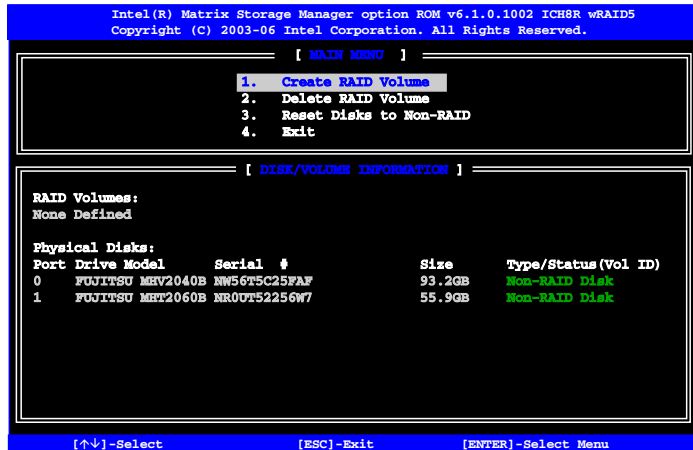 Intel(R) Matrix Storage Manager option ROM v6.1.0.1002 ICH8R wRAID5
Copyright (C) 2003-06 Intel Corporation. All Rights Reserved.
[ MAIN MENU ]
1. Create RAID Volume
2. Delete RAID Volume
3. Reset Disks to Non-RAID
4. Exit
[ DISK/VOLUME INFORMATION ]
RAID Volumes:
None Defined
Physical Disks:
Port Drive Model Serial # Size Type/Status(Vol ID)
0 FUJITSU MHV2040B NW56T5C25FAF 93.2GB Non-RAID Disk
1 FUJITSU MHT2060B NR0UT52256W7 55.9GB Non-RAID Disk
[↑↓]-Select [ESC]-Exit [ENTER]-Select Menu